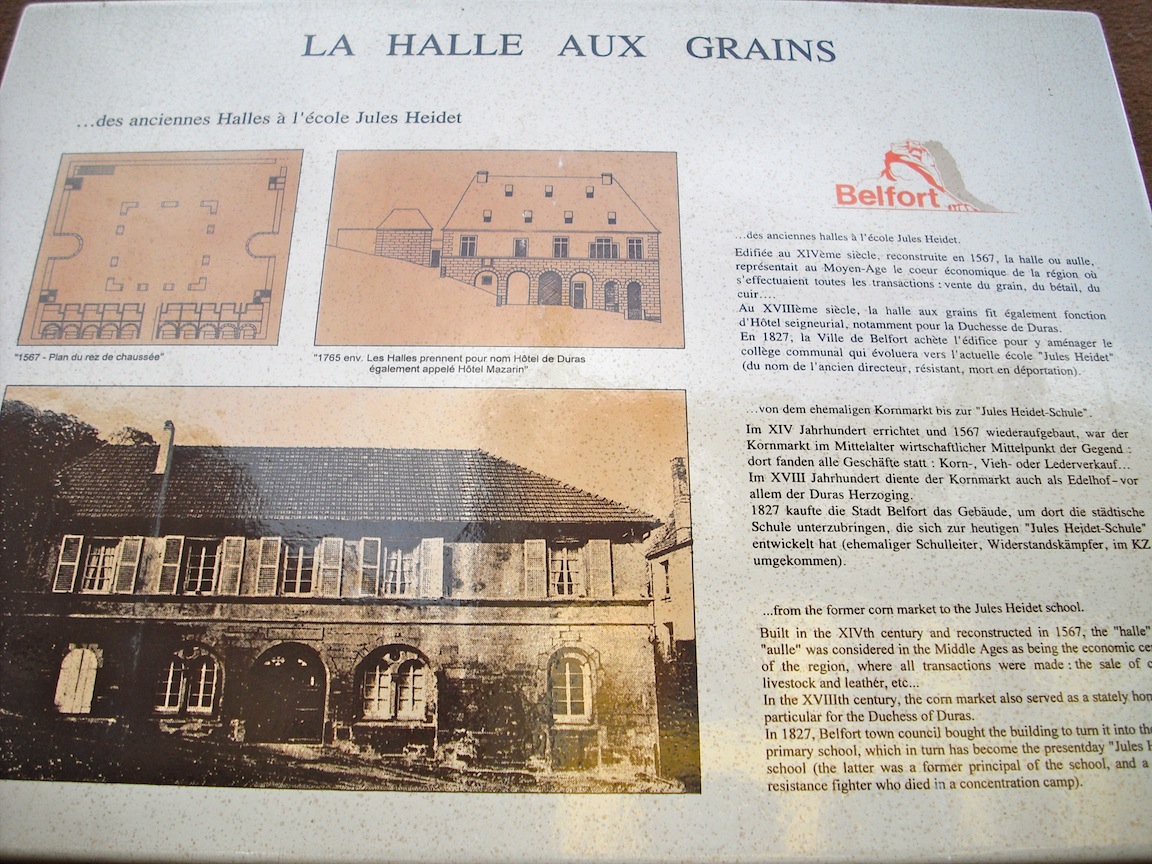 LA HALLE AUX GRAINS
...des anciennes Halles à l'école Jules Heidet
"1567 - Plan du rez de chaussée"
"1765 env. Les Halles prennent pour nom Hôtel de Duras
également appelé Hôtel Mazarin"
Belfort
...des anciennes halles à l'école Jules Heidet.
Edifiée au XIVème siècle, reconstruite en 1567, la halle ou aulle,
représentait au Moyen-Age le coeur économique de la région où
s'effectuaient toutes les transactions : vente du grain, du bétail, du
cuir....
Au XVIIIème siècle, la halle aux grains fit également fonction
d'Hôtel seigneurial, notamment pour la Duchesse de Duras.
En 1827, la Ville de Belfort achète l'édifice pour y aménager le
collège communal qui évoluera vers l'actuelle école "Jules Heidet"
(du nom de l'ancien directeur, résistant, mort en déportation).
...von dem ehemaligen Kornmarkt bis zur "Jules Heidet-Schule".
Im XIV Jahrhundert errichtet und 1567 wiederaufgebaut, war der
Kornmarkt im Mittelalter wirtschaftlicher Mittelpunkt der Gegend :
dort fanden alle Geschäfte statt : Korn-, Vieh- oder Lederverkauf...
Im XVIII Jahrhundert diente der Kornmarkt auch als Edelhof-vor
allem der Duras Herzoging.
1827 kaufte die Stadt Belfort das Gebäude, um dort die städtische
Schule unterzubringen, die sich zur heutigen "Jules Heidet-Schule"
entwickelt hat (ehemaliger Schulleiter, Widerstandskämpfer, im KZ
umgekommen).
...from the former corn market to the Jules Heidet school.
Built in the XIVth century and reconstructed in 1567, the "halle"
"aulle" was considered in the Middle Ages as being the economic ce
of the region, where all transactions were made : the sale of c
livestock and leather, etc...
In the XVIIIth century, the corn market also served as a stately hom
particular for the Duchess of Duras.
In 1827, Belfort town council bought the building to turn it into the
primary school, which in turn has become the presentday "Jules H
school (the latter was a former principal of the school, and a
resistance fighter who died in a concentration camp).